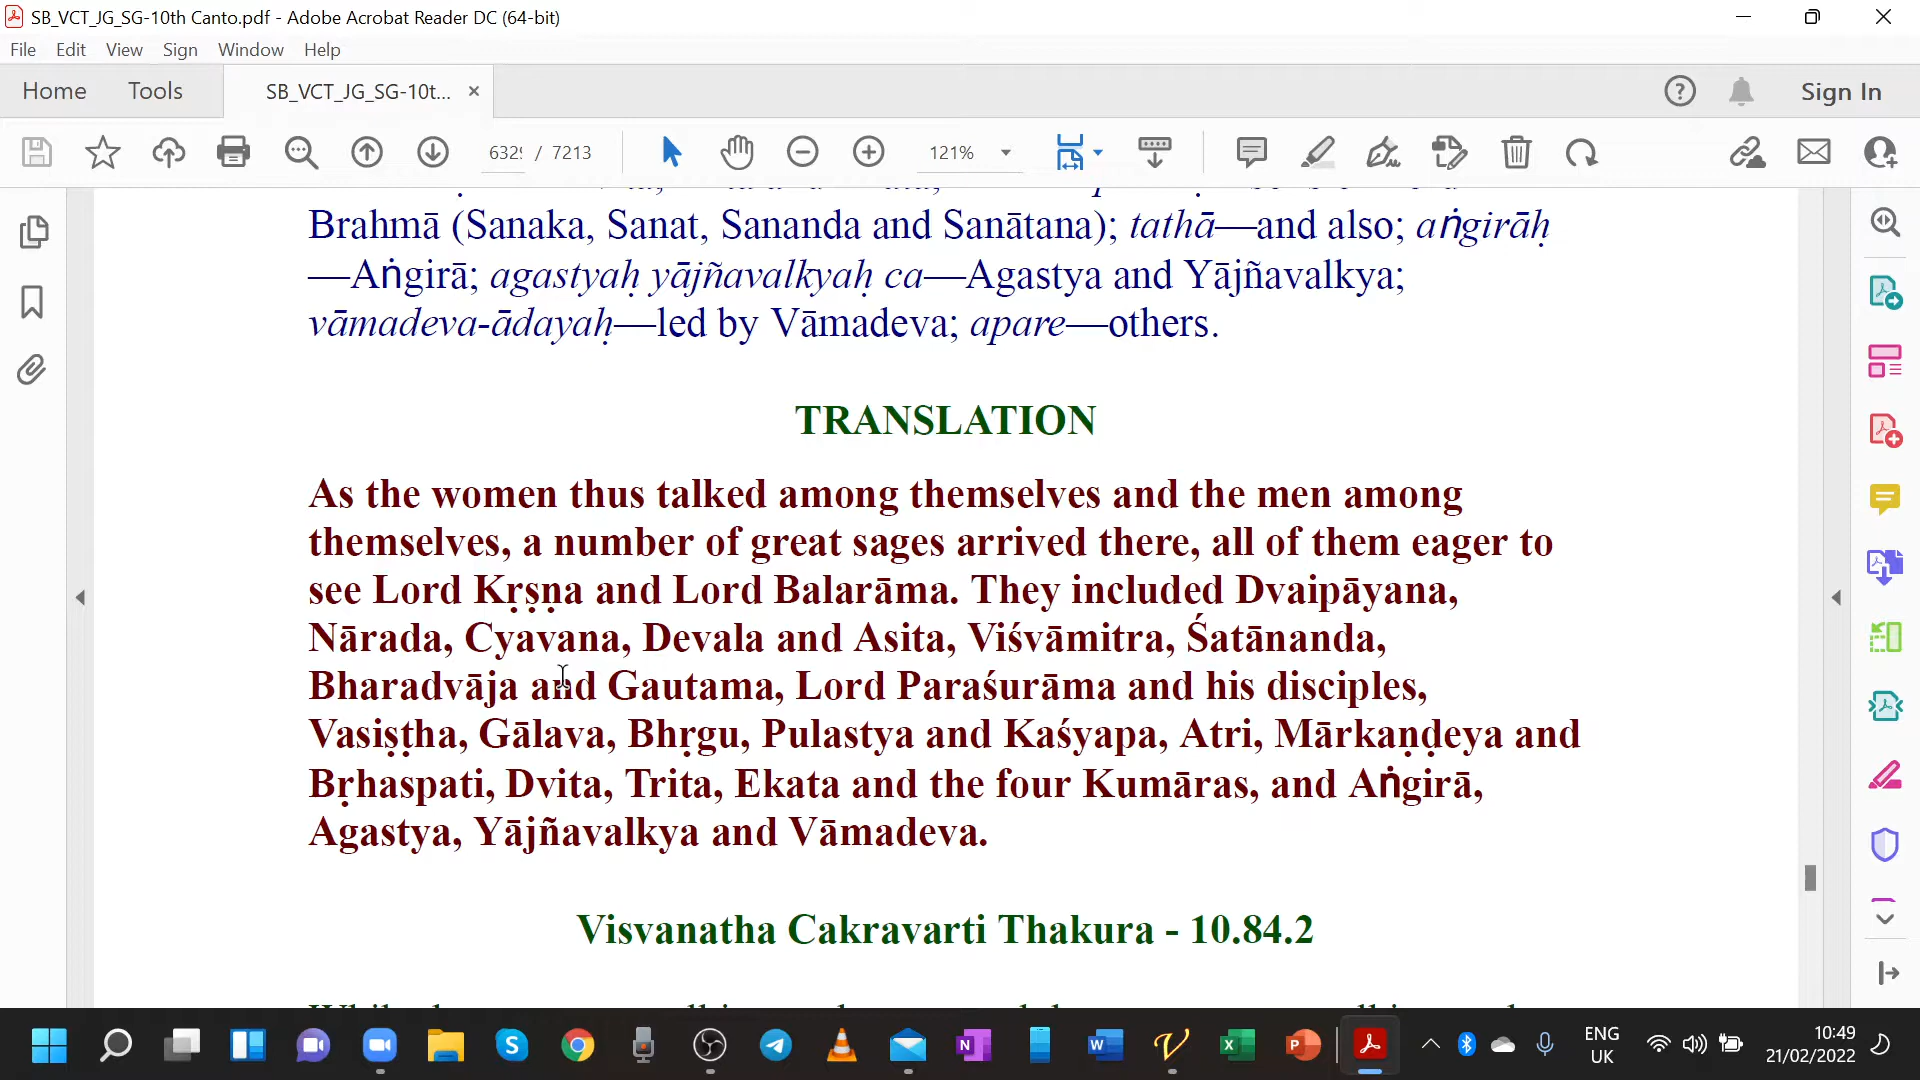 SB_VCT_JG_SG-10th Canto.pdf - Adobe Acrobat Reader DC (64-bit)
File Edit View Sign Window Help
Home Tools SB_VCT_JG_SG-10t... × Sign In
6329 / 7213 121%
Brahmā (Sanaka, Sanat, Sananda and Sanātana); tathā—and also; aṅgirāḥ
—Aṅgirā; agastyaḥ yājñavalkyaḥ ca—Agastya and Yājñavalkya;
vāmadeva-ādayaḥ—led by Vāmadeva; apare—others.
TRANSLATION
As the women thus talked among themselves and the men among
themselves, a number of great sages arrived there, all of them eager to
see Lord Kṛṣṇa and Lord Balarāma. They included Dvaipāyana,
Nārada, Cyavana, Devala and Asita, Viśvāmitra, Śatānanda,
Bharadvāja and Gautama, Lord Paraśurāma and his disciples,
Vasiṣṭha, Gālava, Bhṛgu, Pulastya and Kaśyapa, Atri, Mārkaṇḍeya and
Bṛhaspati, Dvita, Trita, Ekata and the four Kumāras, and Aṅgirā,
Agastya, Yājñavalkya and Vāmadeva.
Visvanatha Cakravarti Thakura - 10.84.2
ENG
UK
10:49
21/02/2022